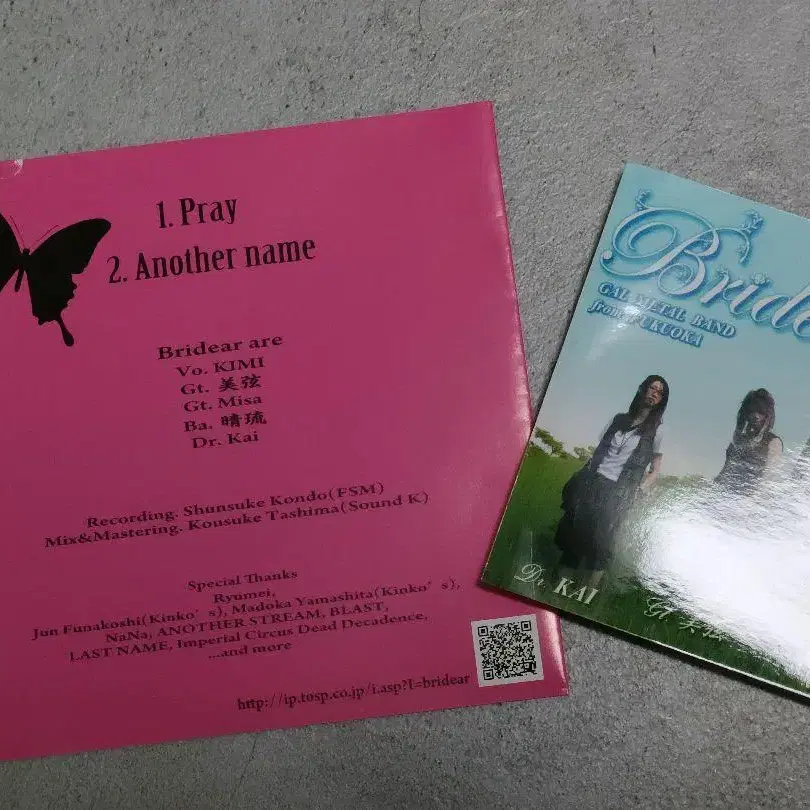 1. Pray
2. Another name
Bridear are
Vo. KIMI
Gt. 美弦
Gt. Misa
Ba. 晴琉
Dr. Kai
Recording. Shunsuke Kondo(FSM)
Mix&Mastering. Kousuke Tashima(Sound K)
Special Thanks
Ryumei,
Jun Funakoshi(Kinko's), Madoka Yamashita(Kinko's),
NaNa, ANOTHER STREAM, BLAST,
LAST NAME, Imperial Circus Dead Decadence,
...and more
http://ip.tosp.co.jp/i.asp?I=bridear
Bride
GAL METAL BAND
from FUKUOKA
Dr. KAI
Gt. 美弦